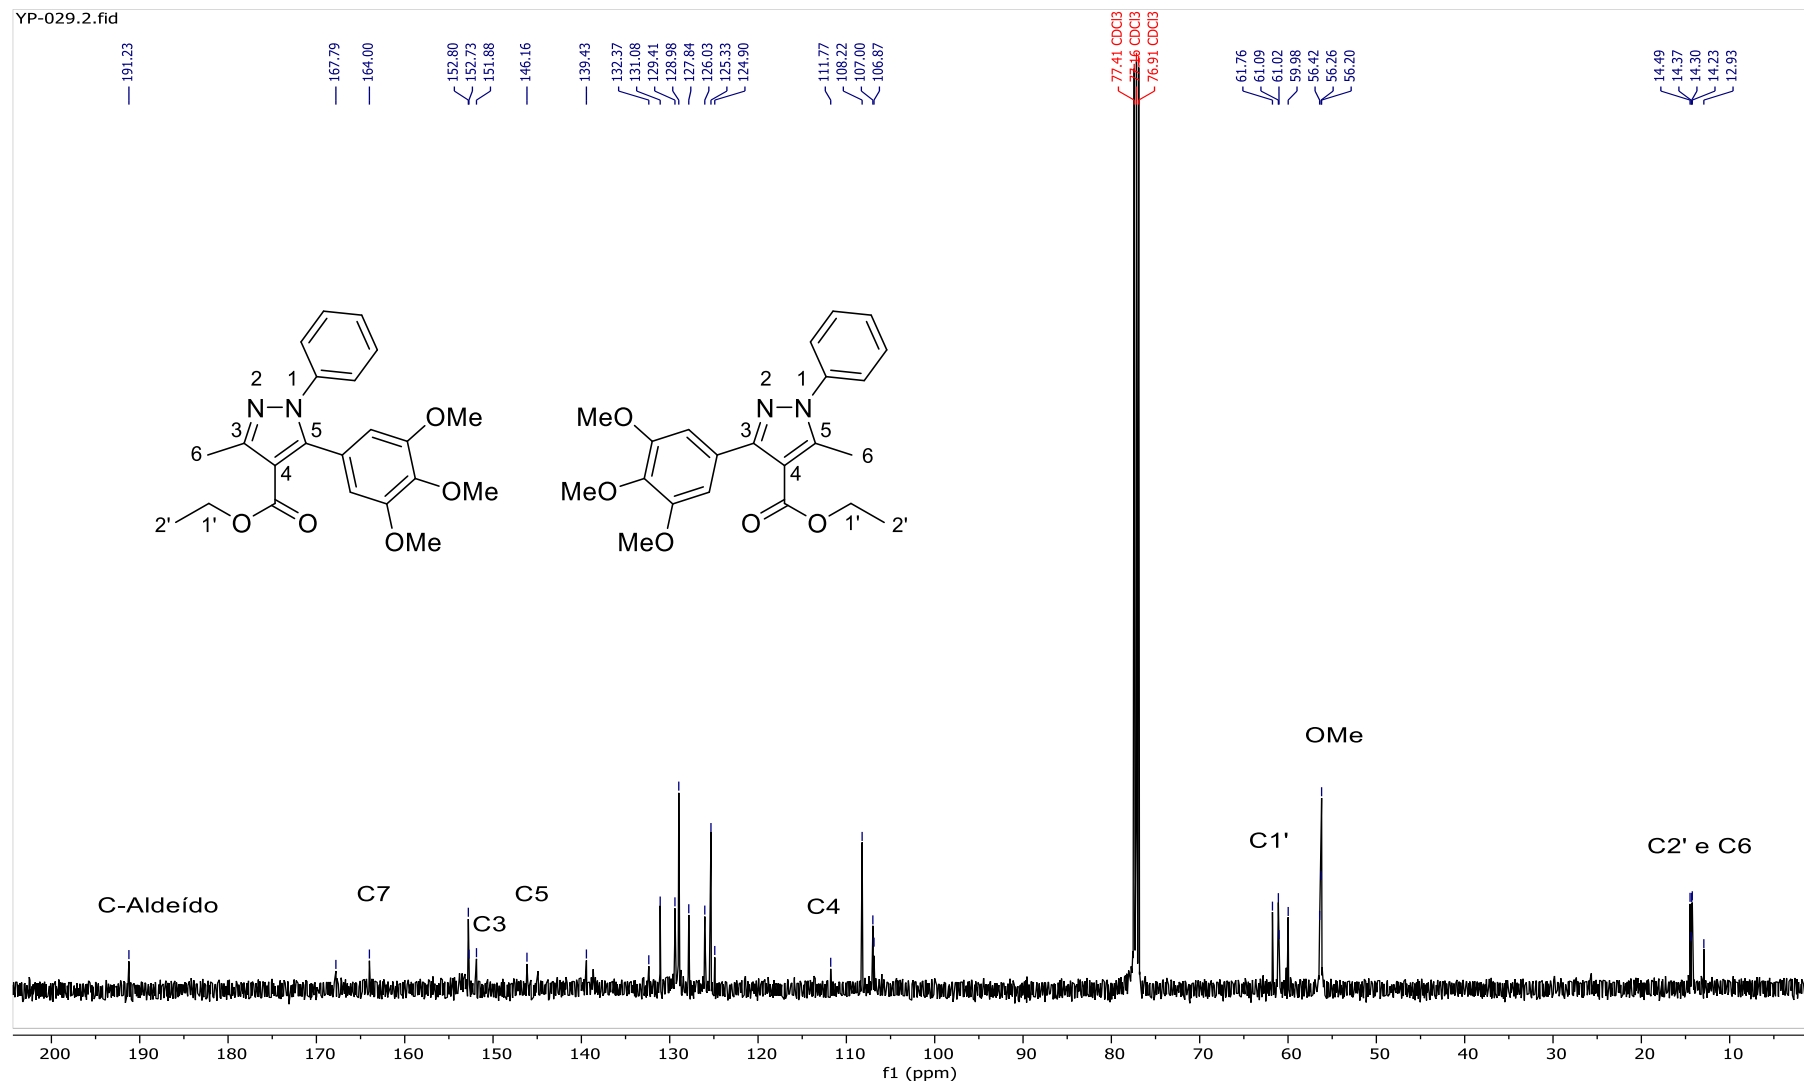 YP-029.2.fid
191.23
167.79
164.00
152.80
152.73
151.88
146.16
139.43
132.37
131.08
129.41
128.98
127.84
126.03
125.33
124.90
111.77
108.22
107.00
106.87
77.41 CDCl3
77.16 CDCl3
76.91 CDCl3
61.76
61.09
61.02
59.98
56.42
56.26
56.20
14.49
14.37
14.30
14.23
12.93
2 1
N N
OMe
3 5
6
4
OMe
2' 1' O O
OMe
2 1
MeO
N N
3 5
6
4
MeO
O O 1' 2'
MeO
OMe
C1'
C2' e C6
C-Aldeído
C7
C3
C5
C4
200 190 180 170 160 150 140 130 120 110 100 90 80 70 60 50 40 30 20 10
f1 (ppm)